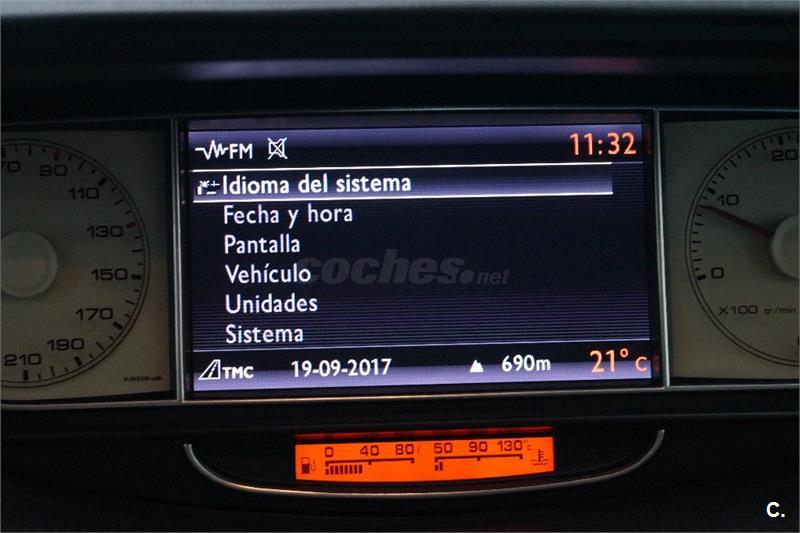 FM 11:32
Idioma del sistema
Fecha y hora
Pantalla
Vehículo
Unidades
Sistema
TMC 19-09-2017 690m 21° C
70 90 110 130 150 170 190 210
0 10 20
X100 tr/min
0 40 80 / 50 90 130 °C
coches.net
C.